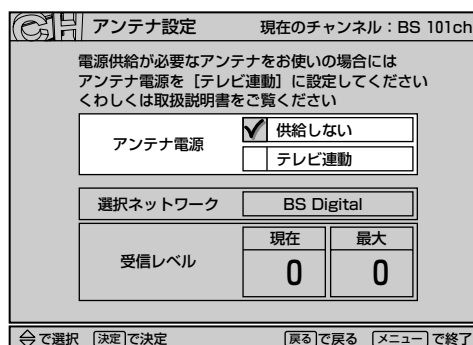 CH アンテナ設定 現在のチャンネル：BS 101ch
電源供給が必要なアンテナをお使いの場合には
アンテナ電源を［テレビ連動］に設定してください
くわしくは取扱説明書をご覧ください
アンテナ電源
供給しない
テレビ連動
選択ネットワーク BS Digital
受信レベル
現在 最大
0 0
で選択 決定で決定 戻るで戻る メニューで終了